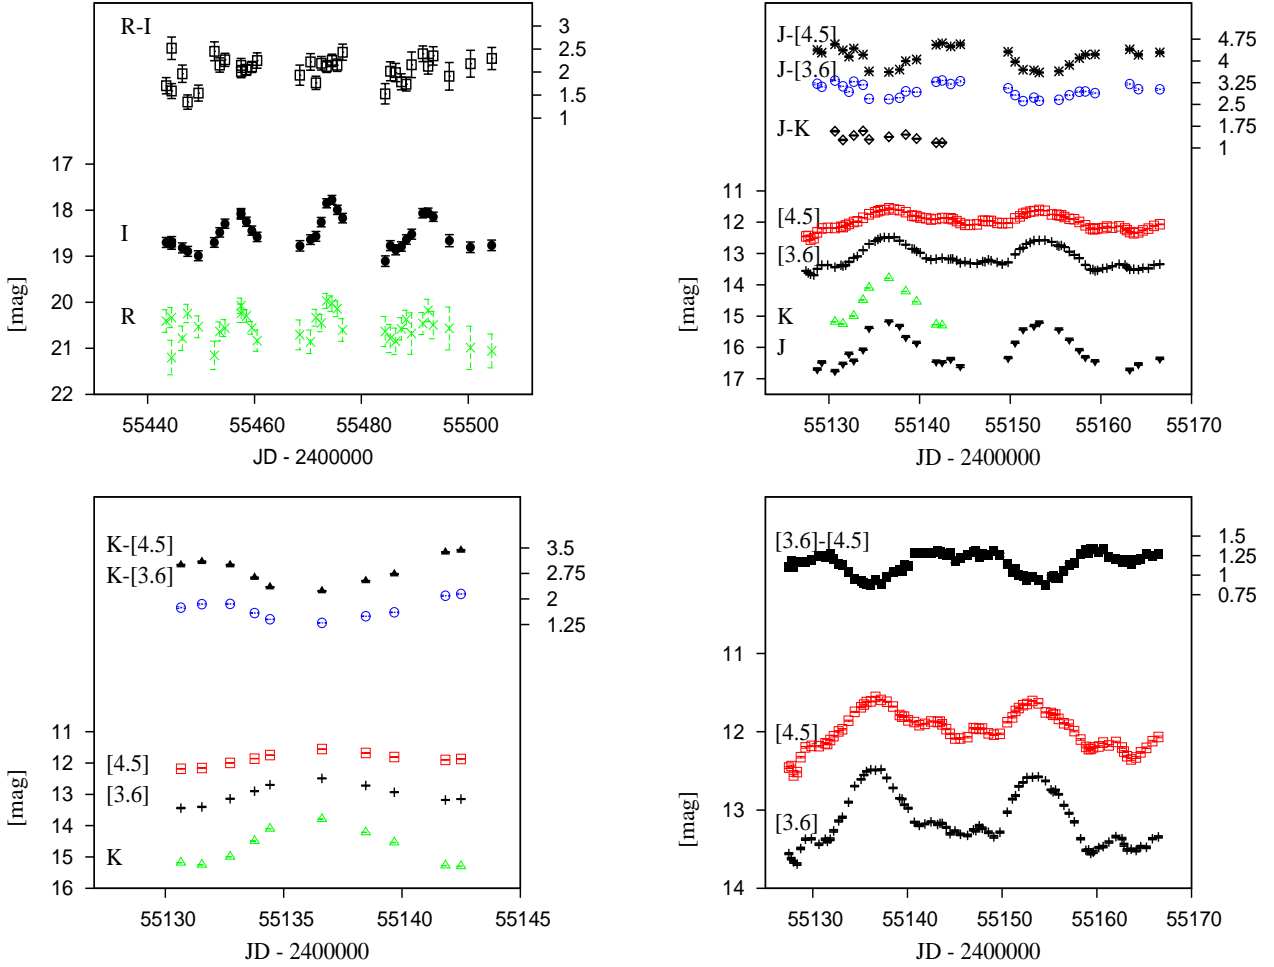 R-I
3
2.5
2
1.5
1
17
18
I
19
20
R
21
22
[mag]
55440 55460 55480 55500
JD - 2400000
J-[4.5]
4.75
4
J-[3.6]
3.25
2.5
J-K
1.75
1
11
[4.5]
12
13
[3.6]
14
K
15
J
16
17
[mag]
55130 55140 55150 55160 55170
JD - 2400000
K-[4.5]
3.5
K-[3.6]
2.75
2
1.25
11
[4.5]
12
[3.6]
13
14
K
15
16
[mag]
55130 55135 55140 55145
JD - 2400000
[3.6]-[4.5]
1.5
1.25
1
0.75
11
[4.5]
12
[3.6]
13
14
[mag]
55130 55140 55150 55160 55170
JD - 2400000